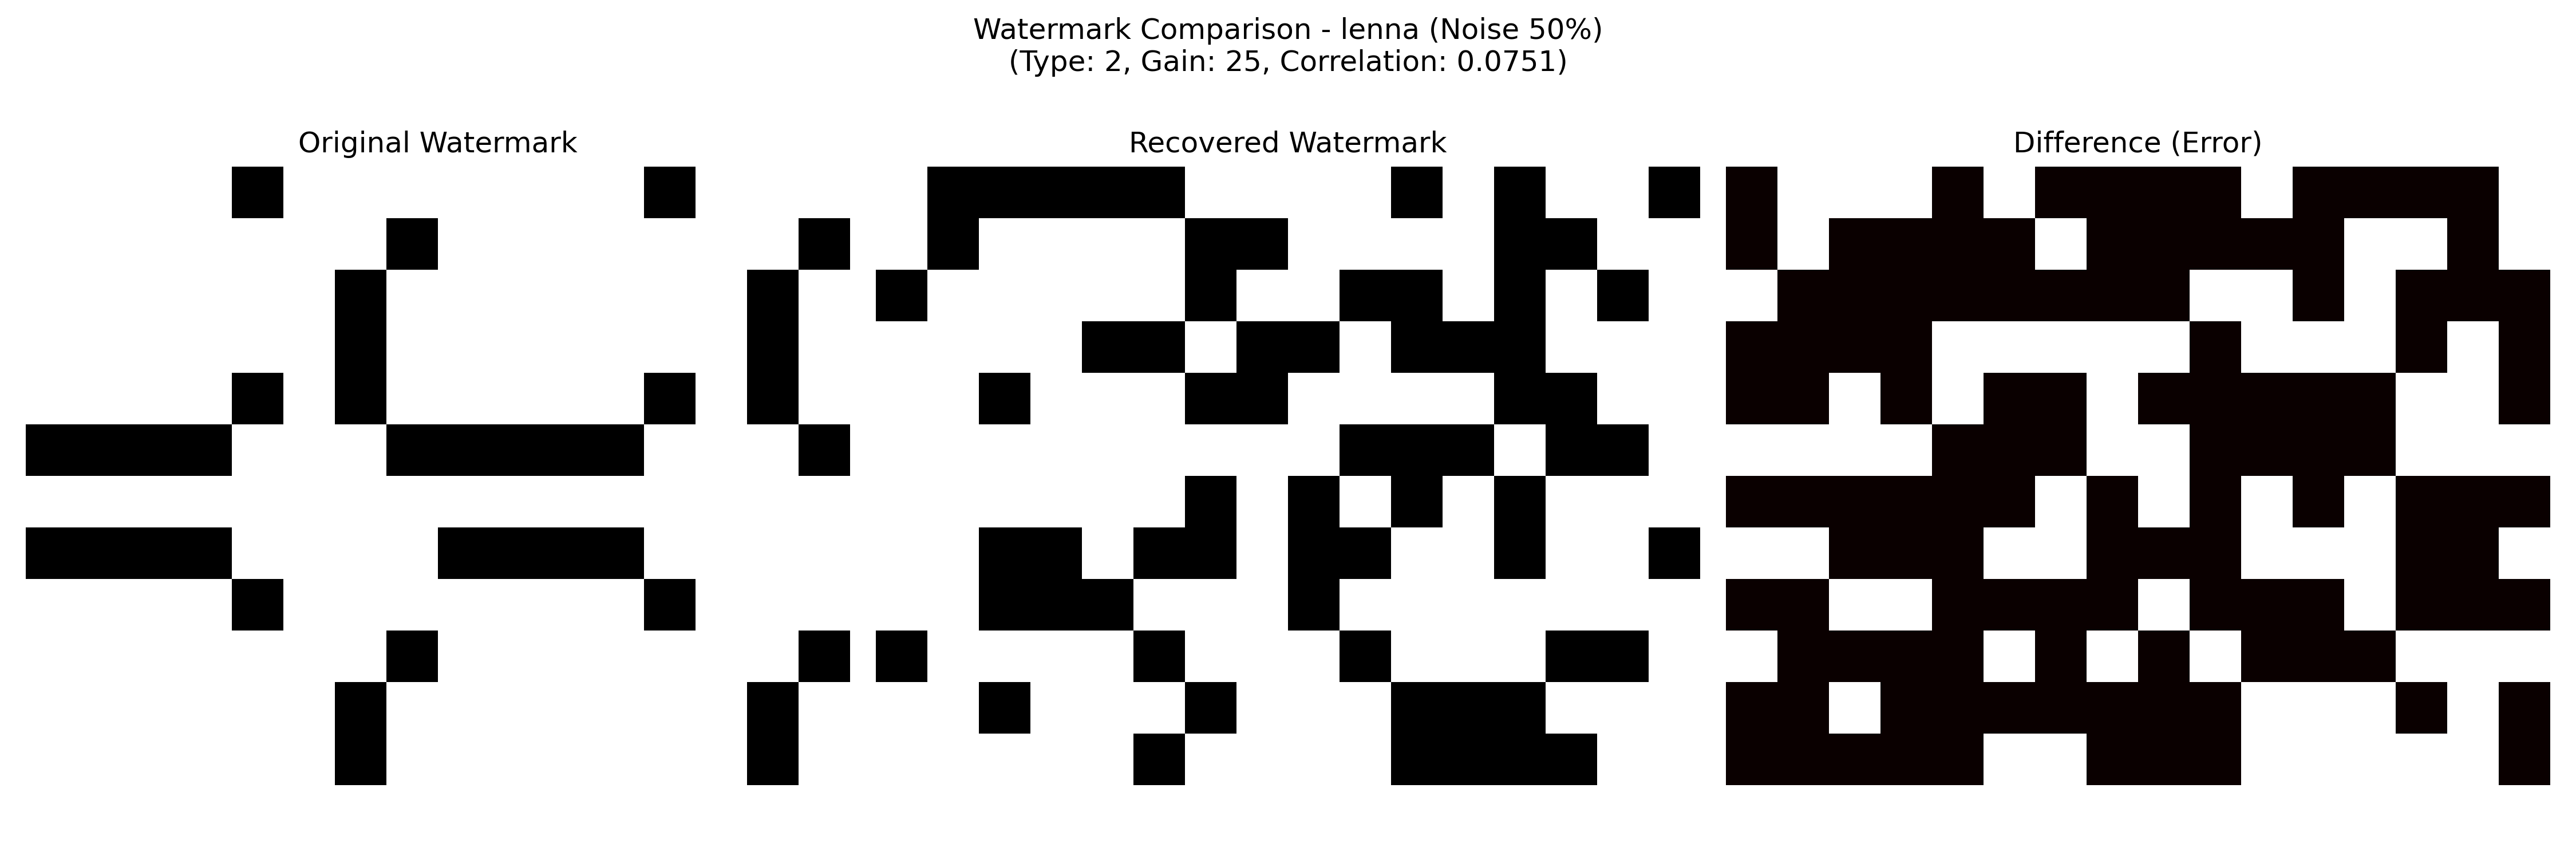 Watermark Comparison - lenna (Noise 50%)
(Type: 2, Gain: 25, Correlation: 0.0751)
Original Watermark
Recovered Watermark
Difference (Error)